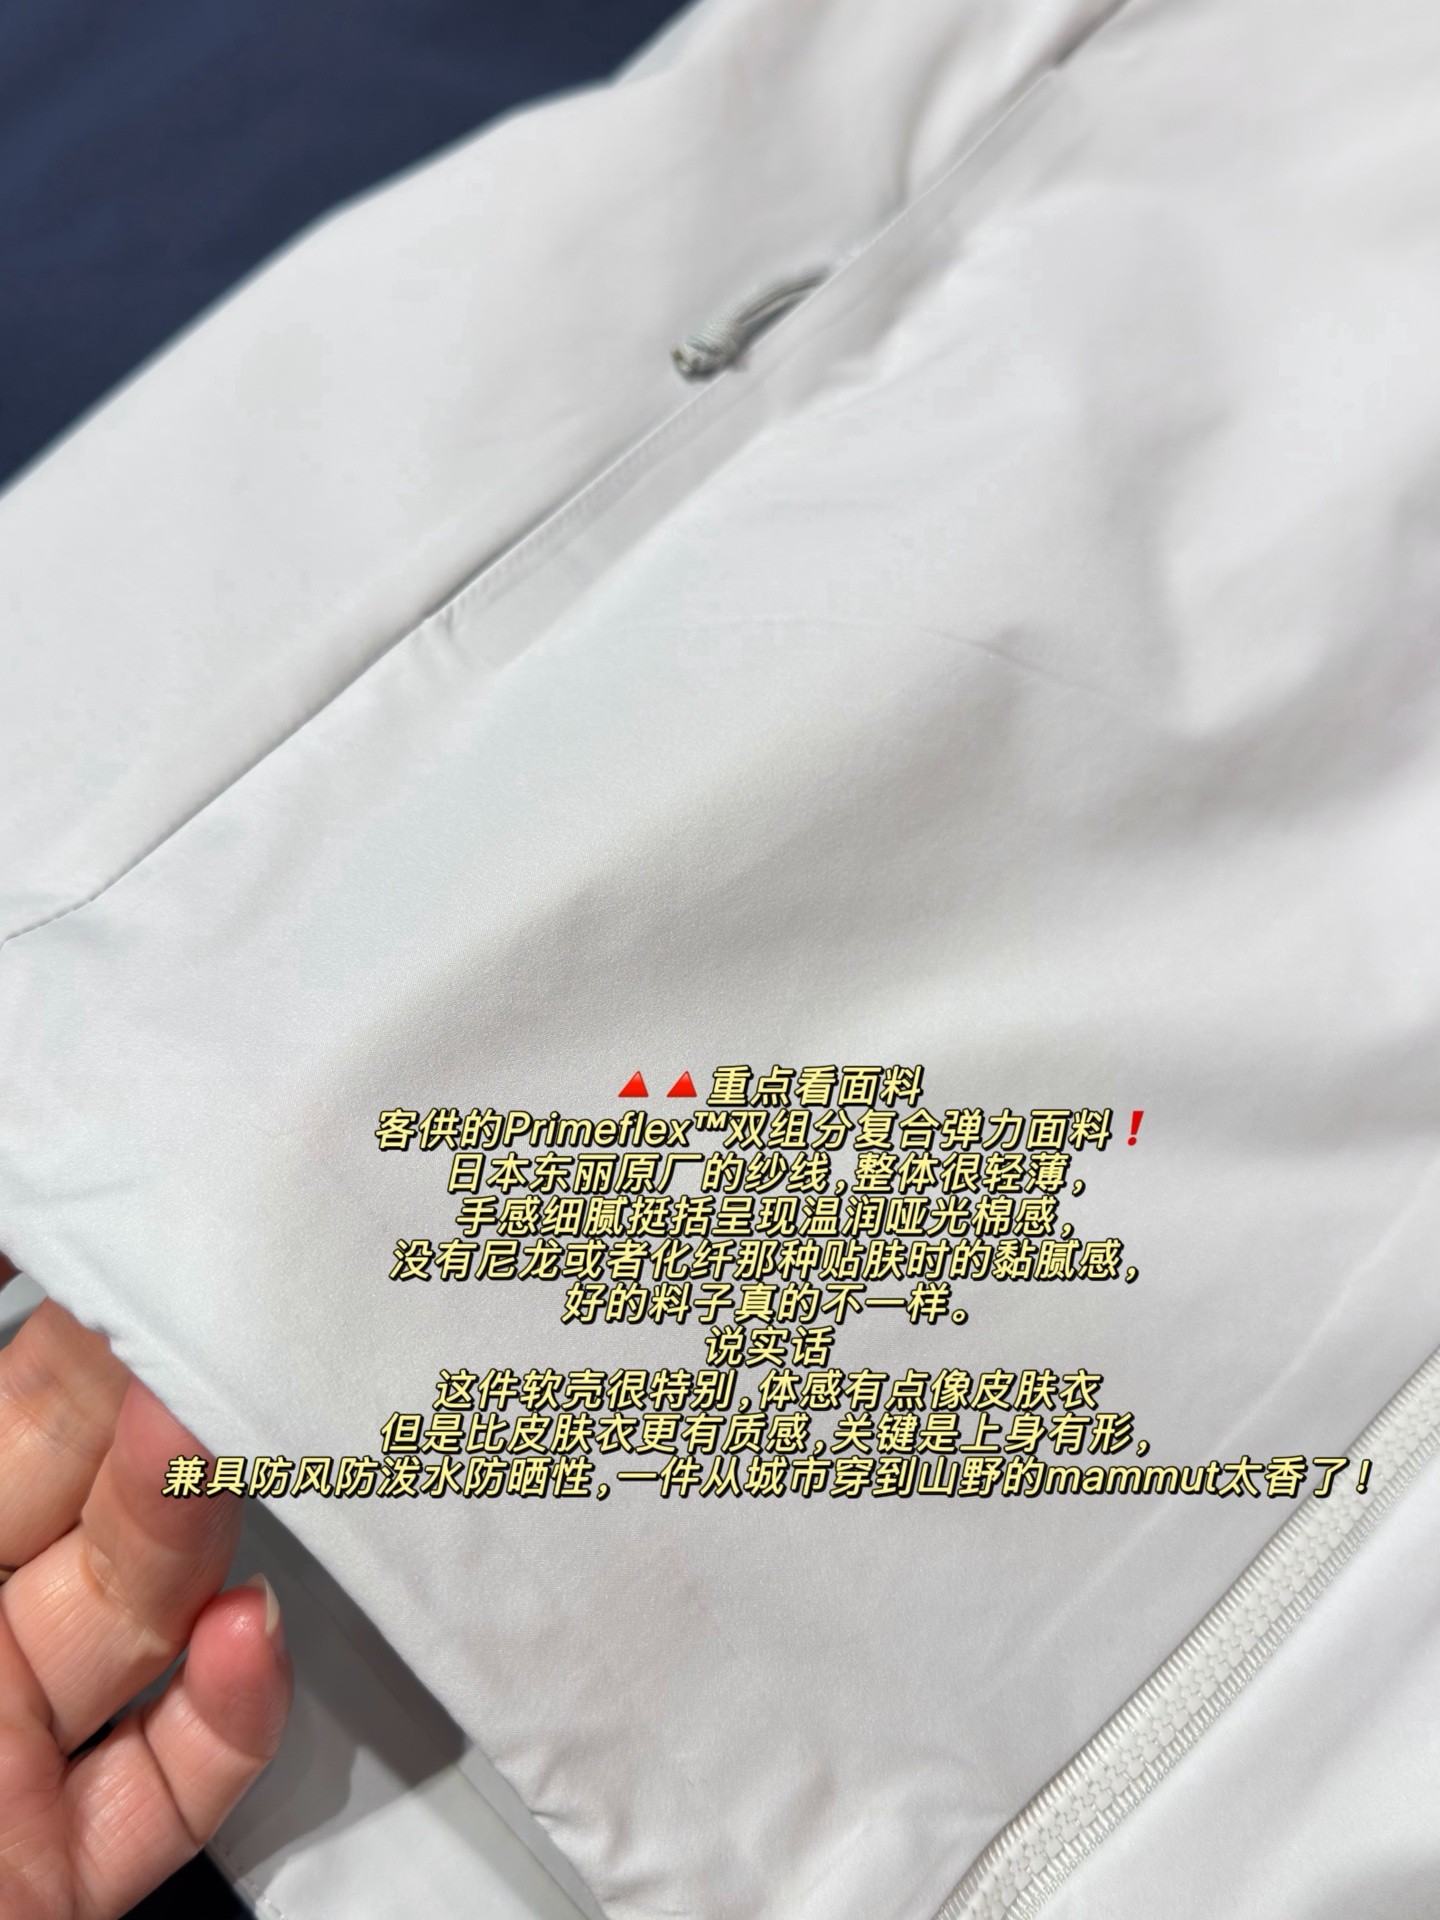 🔺🔺重点看面料
客供的Primeflex™双组分复合弹力面料❗
日本东丽原厂的纱线,整体很轻薄，
手感细腻挺括呈现温润哑光棉感，
没有尼龙或者化纤那种贴肤时的黏腻感，
好的料子真的不一样。
说实话
这件软壳很特别,体感有点像皮肤衣
但是比皮肤衣更有质感,关键是上身有形，
兼具防风防泼水防晒性，一件从城市穿到山野的mammut太香了！